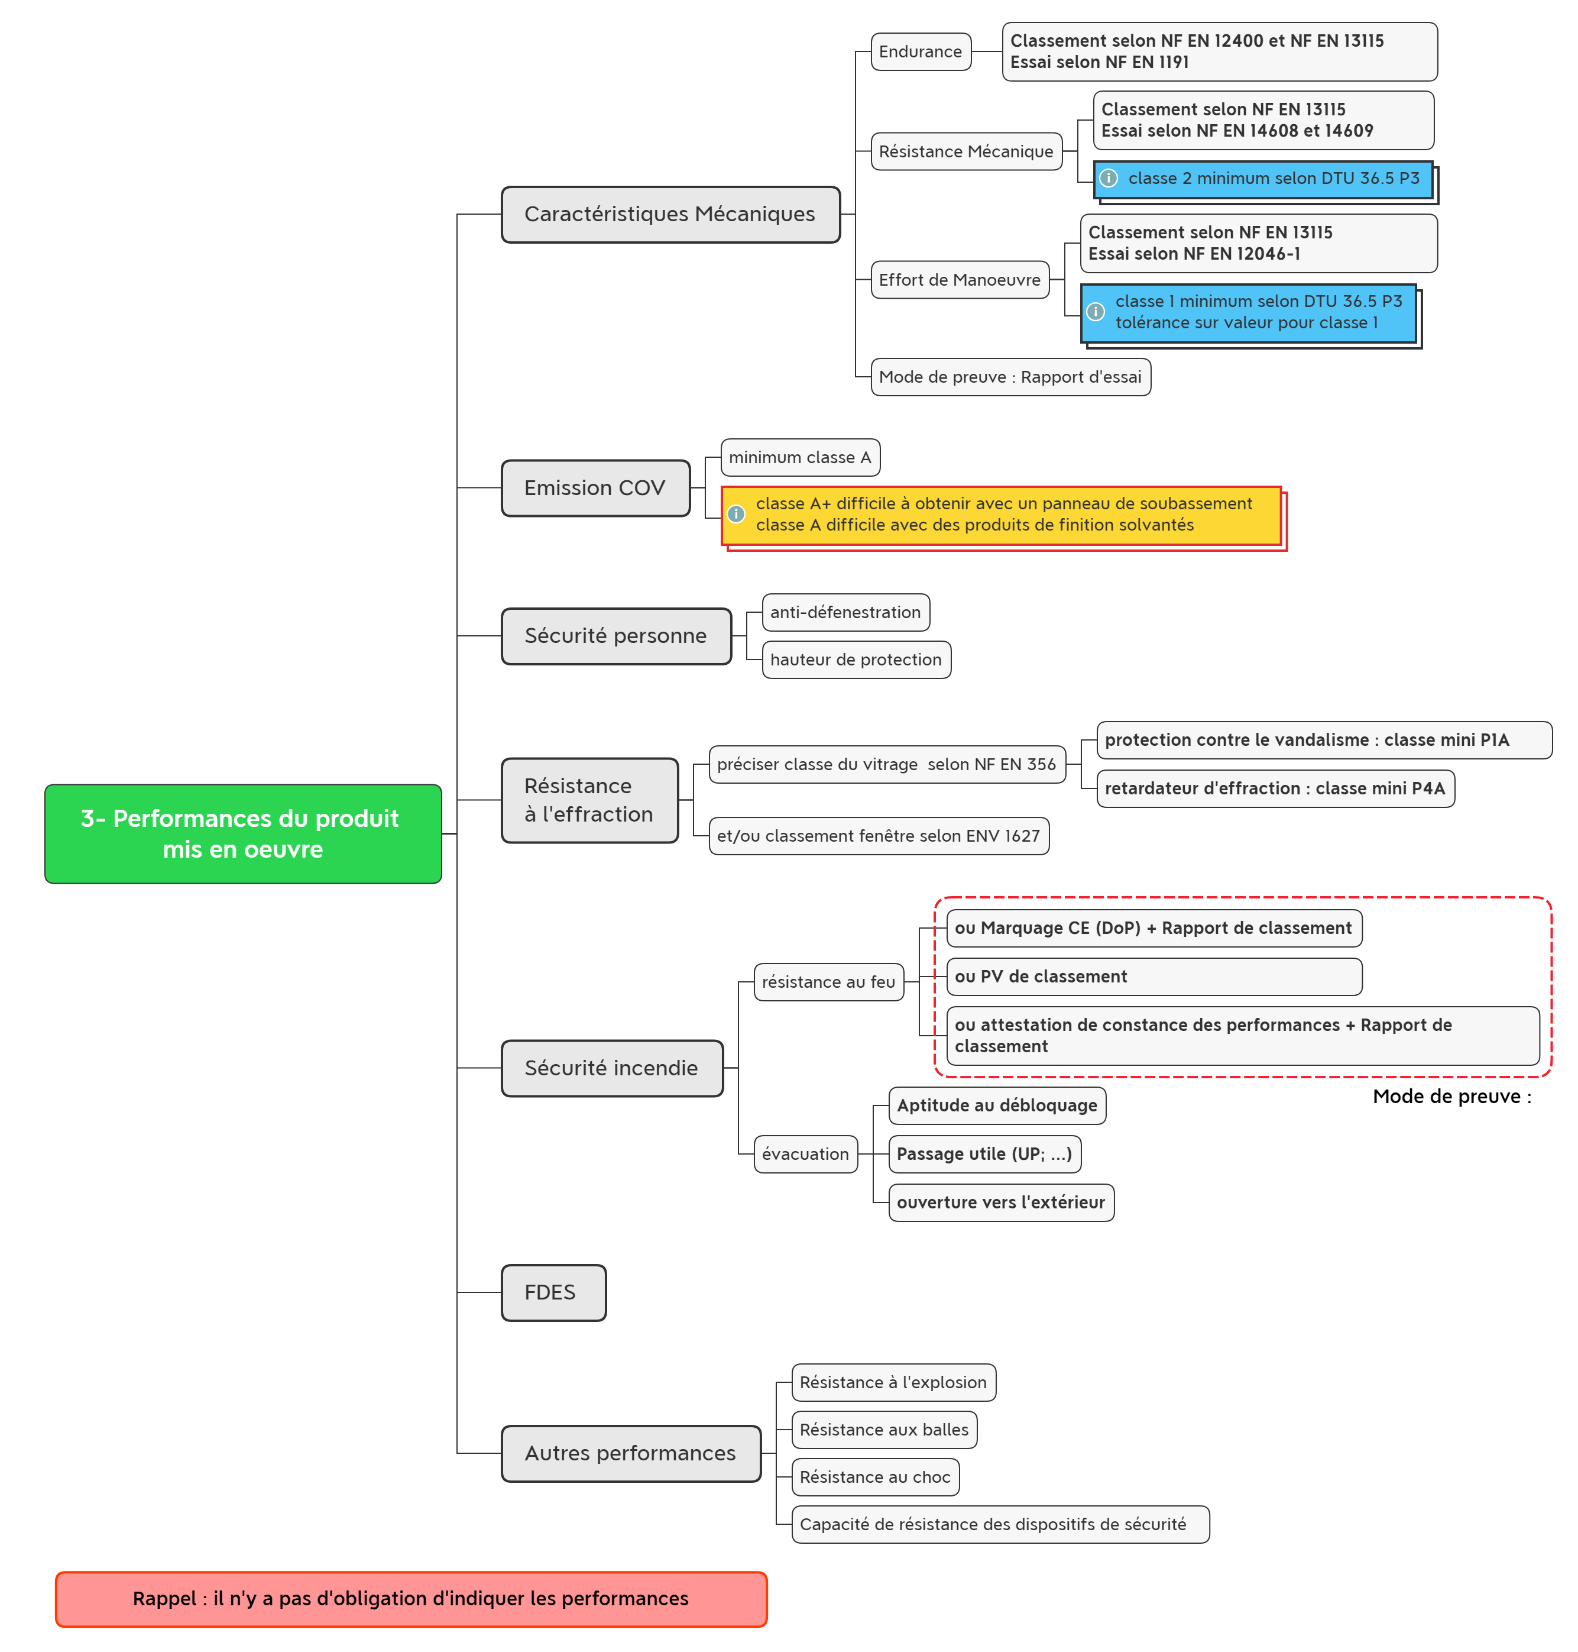 Endurance
Classement selon NF EN 12400 et NF EN 13115
Essai selon NF EN 1191
Résistance Mécanique
Classement selon NF EN 13115
Essai selon NF EN 14608 et 14609
classe 2 minimum selon DTU 36.5 P3
Caractéristiques Mécaniques
Effort de Manoeuvre
Classement selon NF EN 13115
Essai selon NF EN 12046-1
classe 1 minimum selon DTU 36.5 P3
tolérance sur valeur pour classe 1
Mode de preuve : Rapport d'essai
Emission COV
minimum classe A
classe A+ difficile à obtenir avec un panneau de soubassement
classe A difficile avec des produits de finition solvantés
Sécurité personne
anti-défenestration
hauteur de protection
3- Performances du produit
mis en oeuvre
Résistance
à l'effraction
préciser classe du vitrage  selon NF EN 356
protection contre le vandalisme : classe mini P1A
retardateur d'effraction : classe mini P4A
et/ou classement fenêtre selon ENV 1627
Sécurité incendie
résistance au feu
ou Marquage CE (DoP) + Rapport de classement
ou PV de classement
ou attestation de constance des performances + Rapport de
classement
Mode de preuve :
évacuation
Aptitude au débloquage
Passage utile (UP; ...)
ouverture vers l'extérieur
FDES
Autres performances
Résistance à l'explosion
Résistance aux balles
Résistance au choc
Capacité de résistance des dispositifs de sécurité
Rappel : il n'y a pas d'obligation d'indiquer les performances